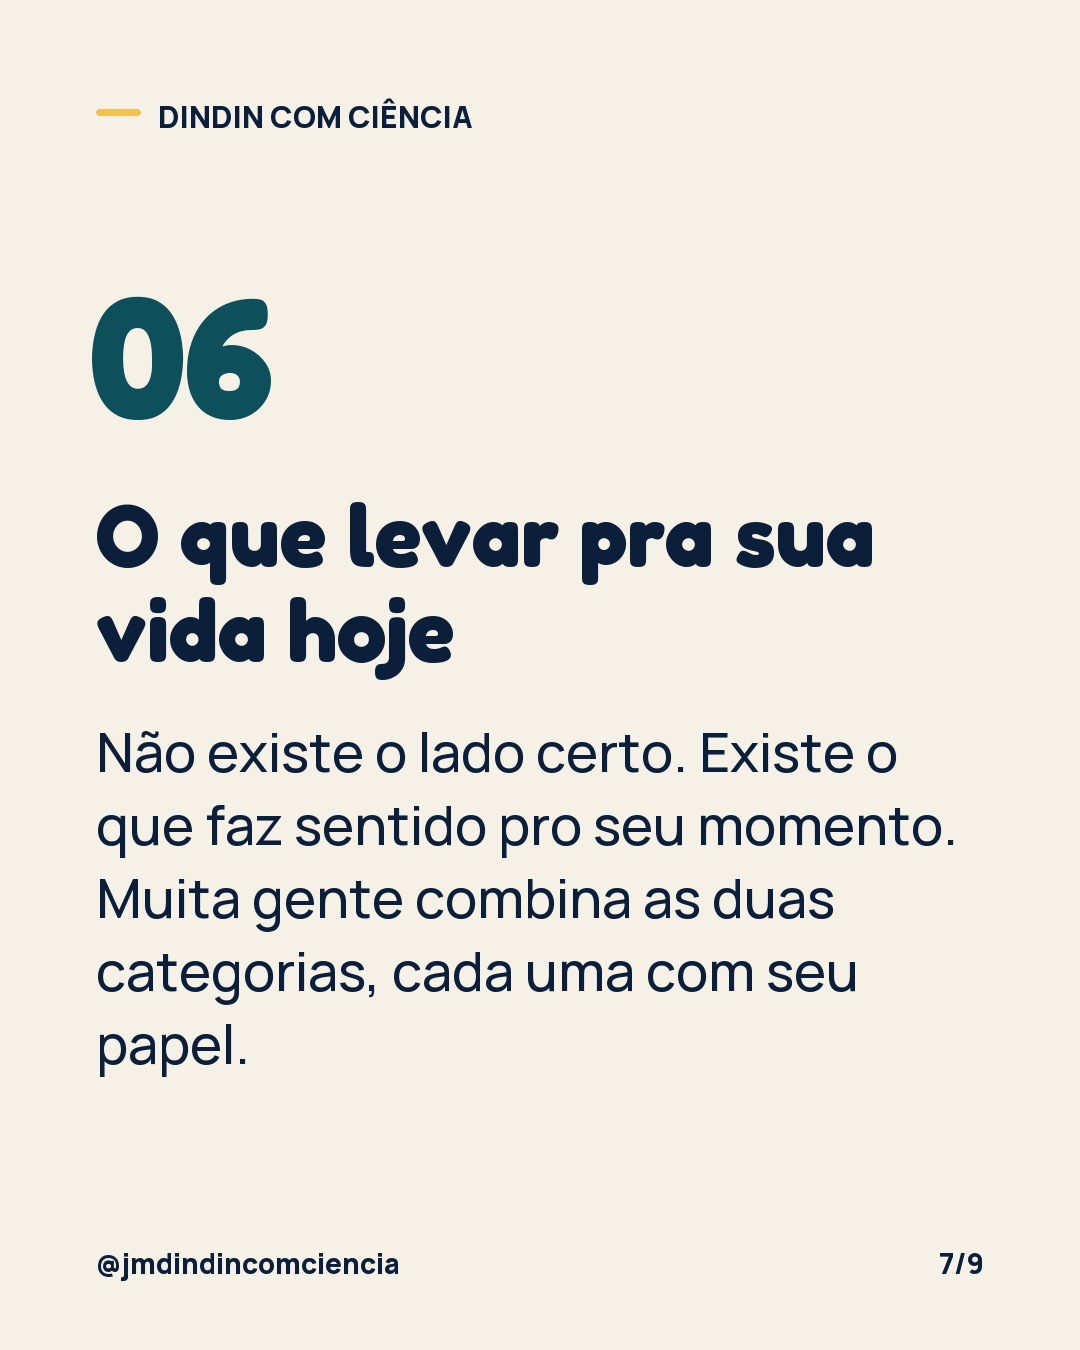 DINDIN COM CIÊNCIA
06
O que levar pra sua
vida hoje
Não existe o lado certo. Existe o
que faz sentido pro seu momento.
Muita gente combina as duas
categorias, cada uma com seu
papel.
@jmdindincomciencia
7/9